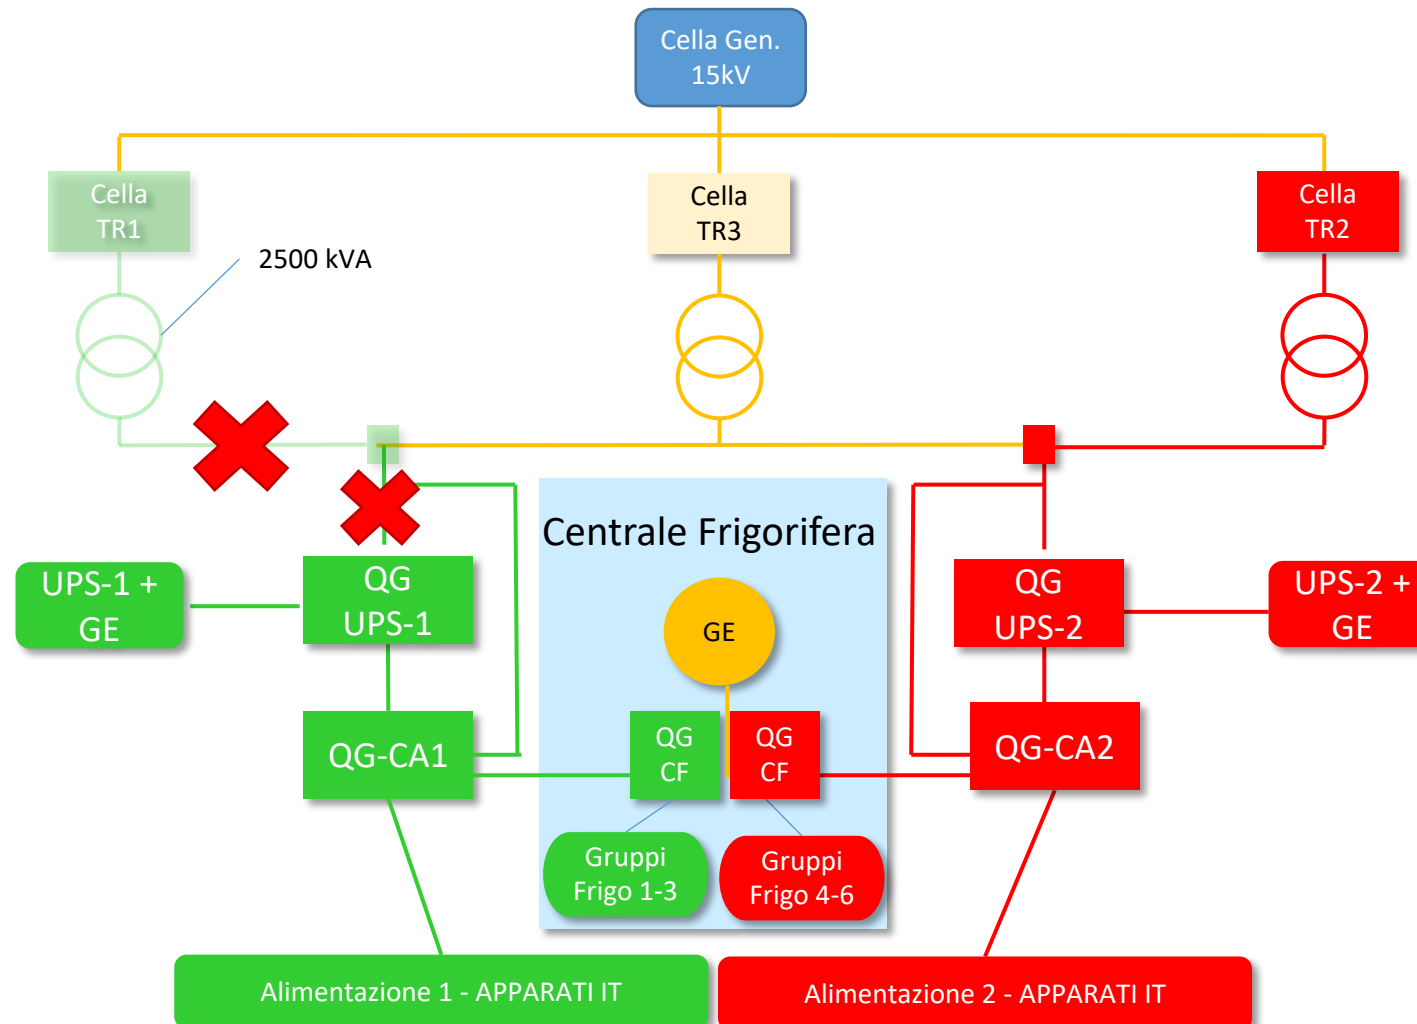 Cella Gen.
15kV
Cella
TR1
Cella
TR3
Cella
TR2
2500 kVA
Centrale Frigorifera
UPS-1 +
GE
QG
UPS-1
GE
QG
UPS-2
UPS-2 +
GE
QG-CA1
QG
CF
QG
CF
QG-CA2
Gruppi
Frigo 1-3
Gruppi
Frigo 4-6
Alimentazione 1 - APPARATI IT
Alimentazione 2 - APPARATI IT